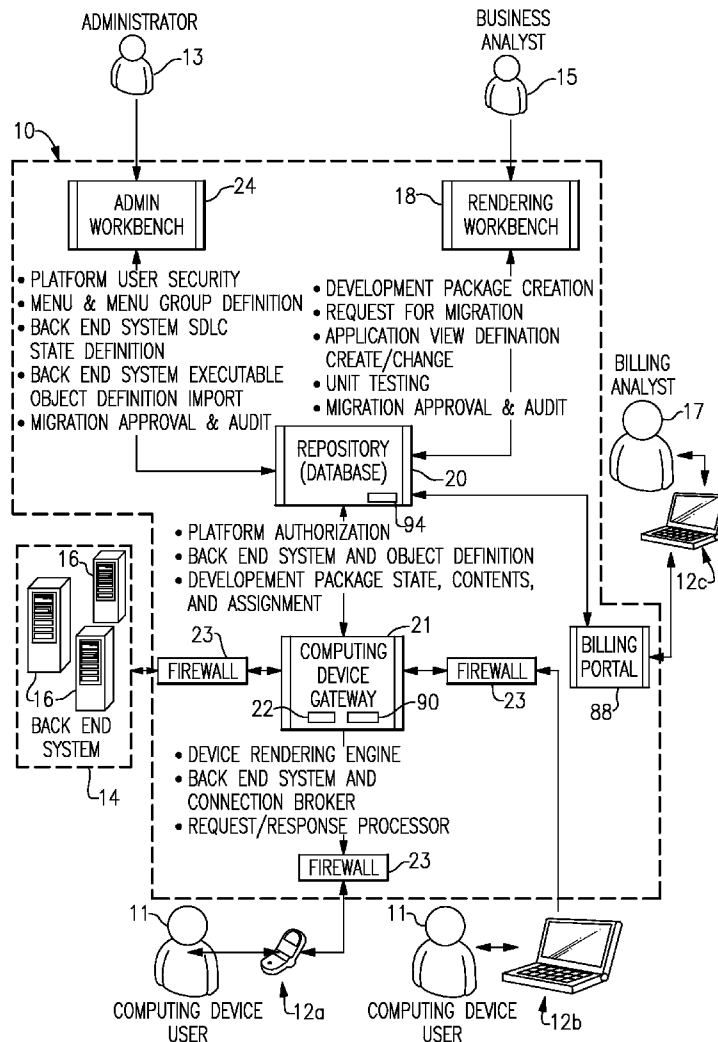 ADMINISTRATOR
13
BUSINESS
ANALYST
15
10
ADMIN
WORKBENCH
24
18
RENDERING
WORKBENCH
• PLATFORM USER SECURITY
• MENU & MENU GROUP DEFINITION
• BACK END SYSTEM SDLC
STATE DEFINITION
• BACK END SYSTEM EXECUTABLE
OBJECT DEFINITION IMPORT
• MIGRATION APPROVAL & AUDIT
• DEVELOPMENT PACKAGE CREATION
• REQUEST FOR MIGRATION
• APPLICATION VIEW DEFINATION
CREATE/CHANGE
• UNIT TESTING
• MIGRATION APPROVAL & AUDIT
BILLING
ANALYST
17
12c
REPOSITORY
(DATABASE)
20
94
• PLATFORM AUTHORIZATION
• BACK END SYSTEM AND OBJECT DEFINITION
• DEVELOPEMENT PACKAGE STATE, CONTENTS,
AND ASSIGNMENT
16
16
16
BACK END
SYSTEM
14
23
FIREWALL
21
COMPUTING
DEVICE
GATEWAY
22
90
FIREWALL
23
BILLING
PORTAL
88
• DEVICE RENDERING ENGINE
• BACK END SYSTEM AND
CONNECTION BROKER
• REQUEST/RESPONSE PROCESSOR
FIREWALL
23
11
COMPUTING DEVICE
USER
12a
11
COMPUTING DEVICE
USER
12b